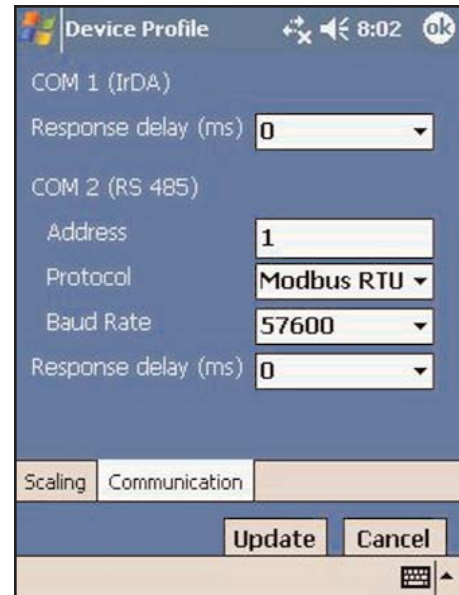 Device Profile 8:02 ok
COM 1 (IrDA)
Response delay (ms) 0
COM 2 (RS 485)
Address 1
Protocol Modbus RTU
Baud Rate 57600
Response delay (ms) 0
Scaling Communication
Update Cancel